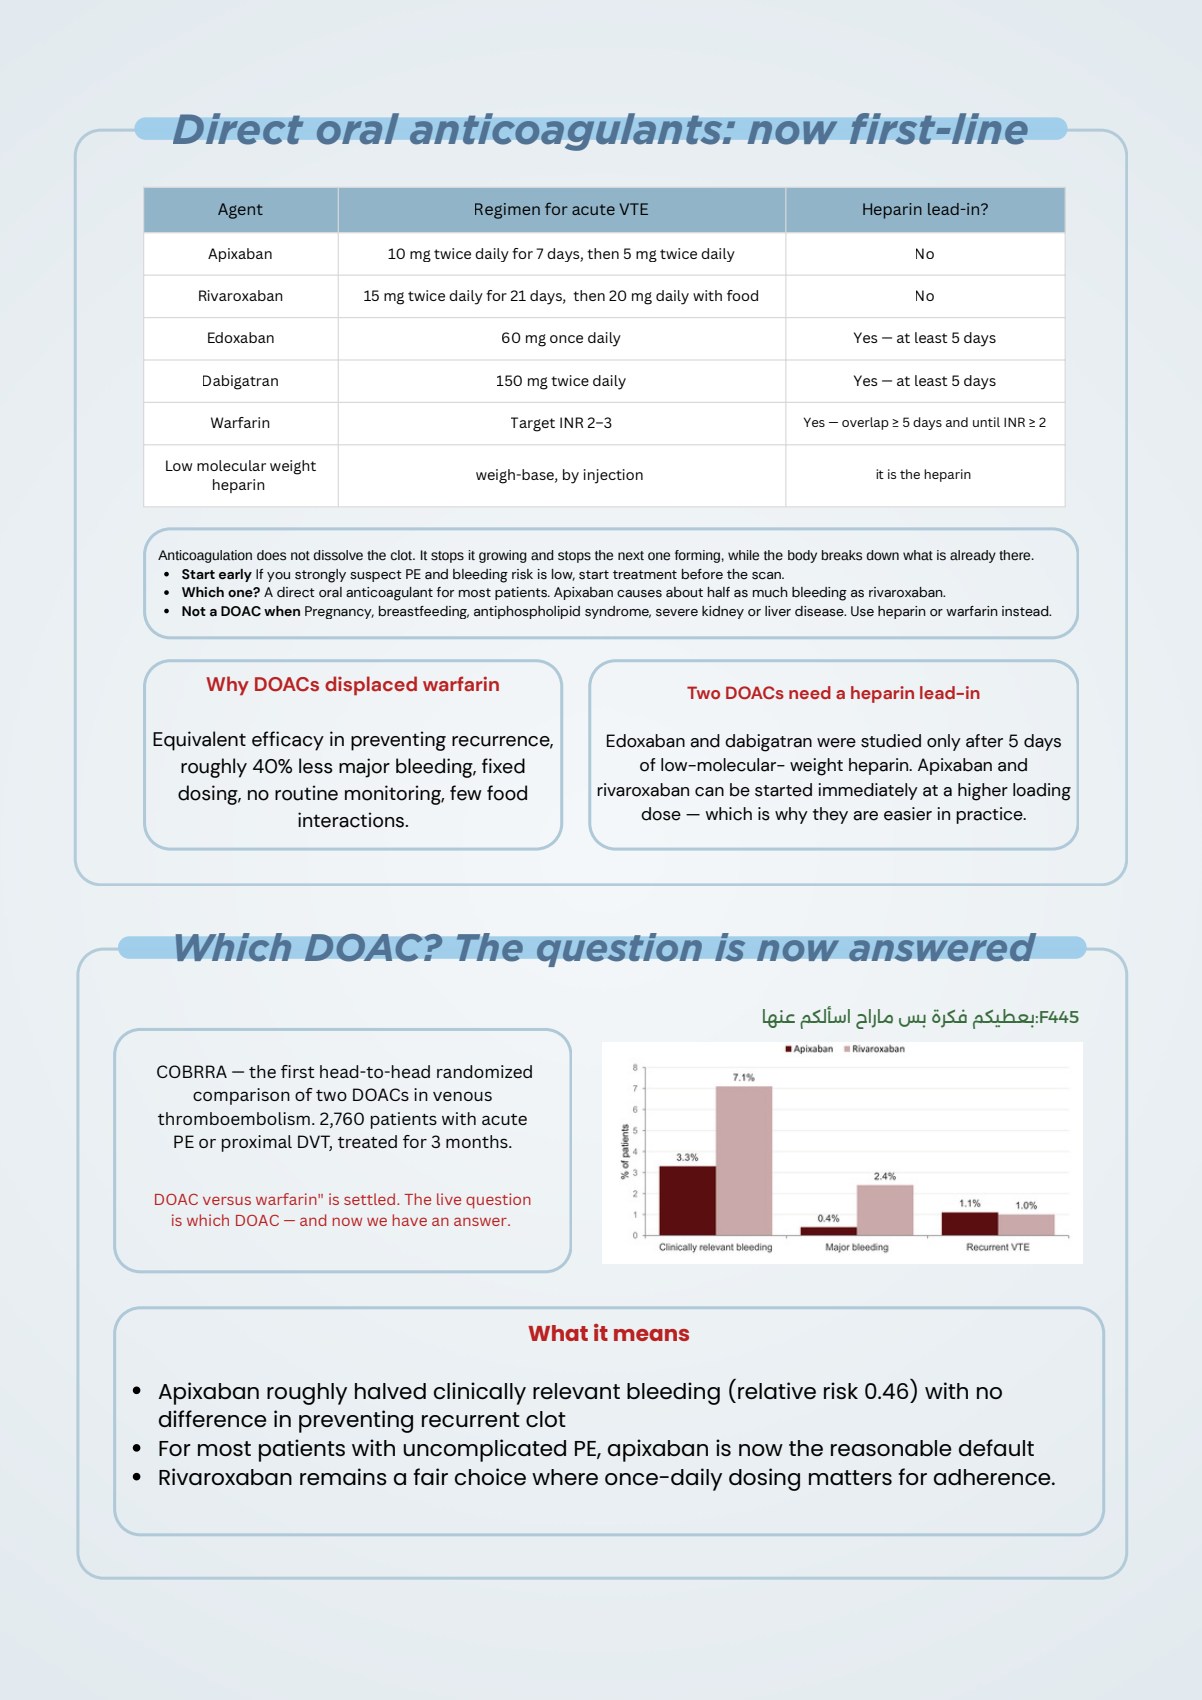 Direct oral anticoagulants: now first-line
Agent
Regimen for acute VTE
Heparin lead-in?
Apixaban
10 mg twice daily for 7 days, then 5 mg twice daily
No
Rivaroxaban
15 mg twice daily for 21 days, then 20 mg daily with food
No
Edoxaban
60 mg once daily
Yes — at least 5 days
Dabigatran
150 mg twice daily
Yes — at least 5 days
Warfarin
Target INR 2–3
Yes — overlap ≥ 5 days and until INR ≥ 2
Low molecular weight
heparin
weigh-base, by injection
it is the heparin
Anticoagulation does not dissolve the clot. It stops it growing and stops the next one forming, while the body breaks down what is already there.
• Start early If you strongly suspect PE and bleeding risk is low, start treatment before the scan.
• Which one? A direct oral anticoagulant for most patients. Apixaban causes about half as much bleeding as rivaroxaban.
• Not a DOAC when Pregnancy, breastfeeding, antiphospholipid syndrome, severe kidney or liver disease. Use heparin or warfarin instead.
Why DOACs displaced warfarin
Equivalent efficacy in preventing recurrence,
roughly 40% less major bleeding, fixed
dosing, no routine monitoring, few food
interactions.
Two DOACs need a heparin lead-in
Edoxaban and dabigatran were studied only after 5 days
of low-molecular- weight heparin. Apixaban and
rivaroxaban can be started immediately at a higher loading
dose — which is why they are easier in practice.
Which DOAC? The question is now answered
F445:بعطيكم فكرة بس ماراح اسألكم عنها
COBRRA — the first head-to-head randomized
comparison of two DOACs in venous
thromboembolism. 2,760 patients with acute
PE or proximal DVT, treated for 3 months.
DOAC versus warfarin" is settled. The live question
is which DOAC — and now we have an answer.
Apixaban Rivaroxaban
% of patients
8
7
6
5
4
3
2
1
0
3.3%
7.1%
0.4%
2.4%
1.1%
1.0%
Clinically relevant bleeding
Major bleeding
Recurrent VTE
What it means
• Apixaban roughly halved clinically relevant bleeding (relative risk 0.46) with no
difference in preventing recurrent clot
• For most patients with uncomplicated PE, apixaban is now the reasonable default
• Rivaroxaban remains a fair choice where once-daily dosing matters for adherence.